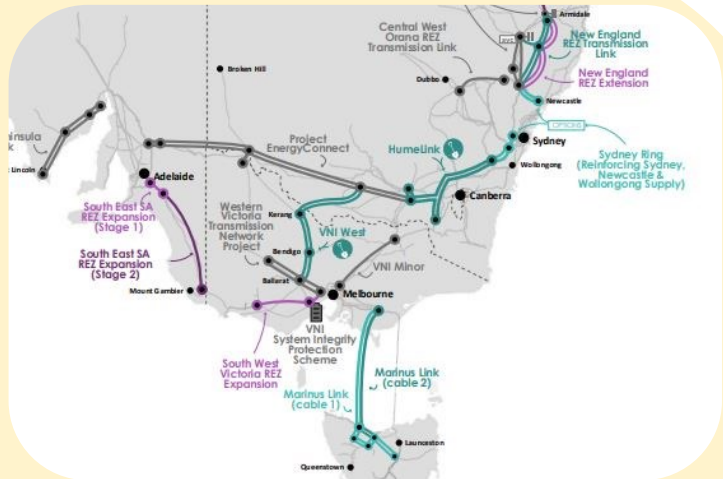 Armidale
Central West
Orana REZ
Transmission Link
New England
REZ Transmission
Link
Broken Hill
Dubbo
New England
REZ Extension
Newcastle
OPTIONS
Project
EnergyConnect
HumeLink
Sydney
Wollongong
Sydney Ring
(Reinforcing Sydney,
Newcastle &
Wollongong Supply)
Lincoln
Adelaide
Canberra
South East SA
REZ Expansion
(Stage 1)
Western
Victoria
Transmission
Network
Project
Kerang
VNI West
South East SA
REZ Expansion
(Stage 2)
Bendigo
VNI Minor
Ballarat
Mount Gambier
Melbourne
VNI
System Integrity
Protection
Scheme
South West
Victoria REZ
Expansion
Marinus Link
(cable 2)
Marinus Link
(cable 1)
Launceston
Queenstown